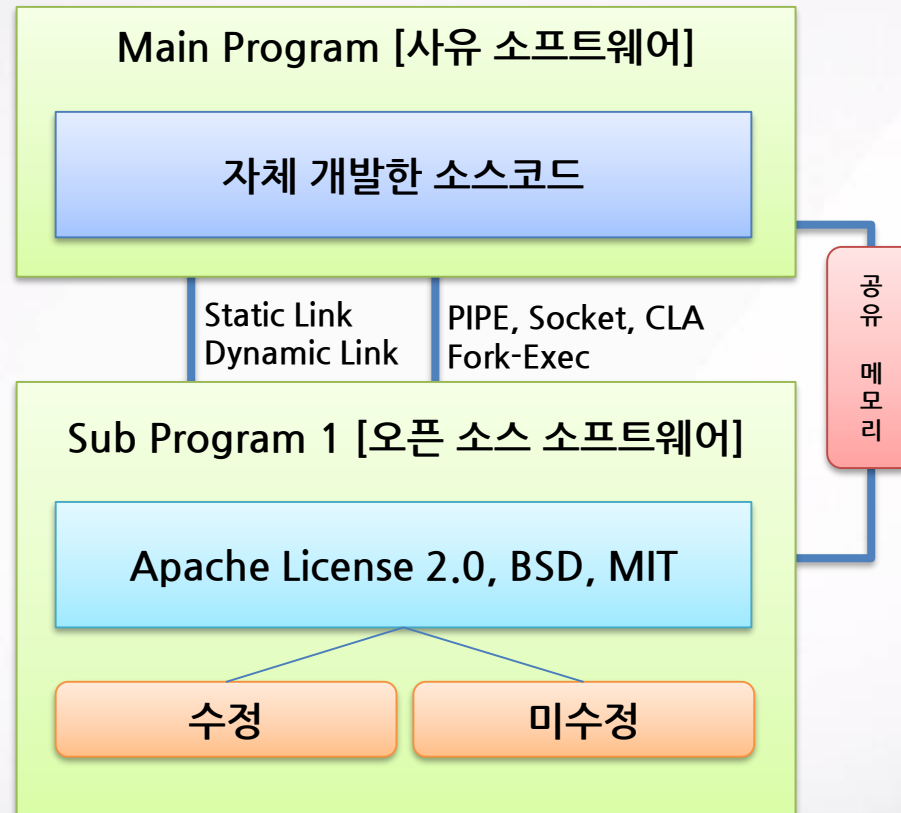 Main Program [사유 소프트웨어]
자체 개발한 소스코드
Static Link
Dynamic Link
PIPE, Socket, CLA
Fork-Exec
공유 메모리
Sub Program 1 [오픈 소스 소프트웨어]
Apache License 2.0, BSD, MIT
수정
미수정